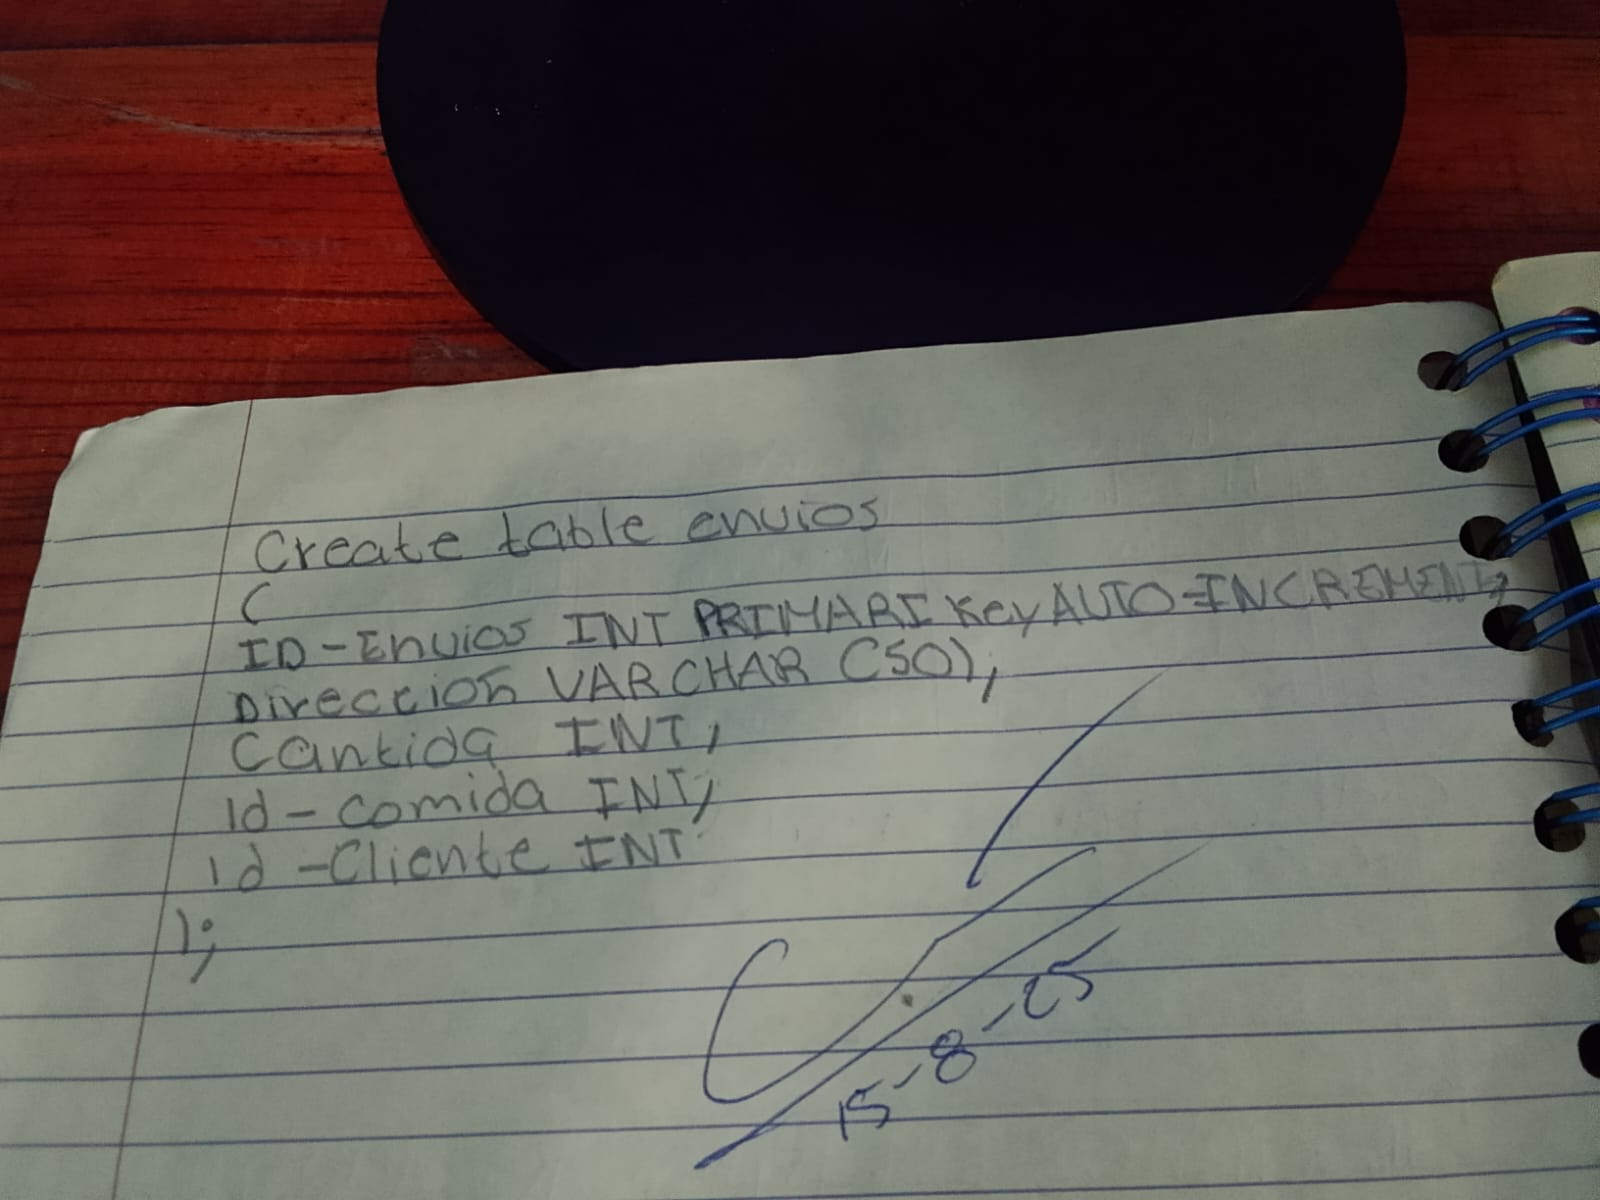 Create table envios
(
ID-Envios INT PRIMARI Key AUTO-INCREMENT,
Dirección VARCHAR (50),
Cantida INT,
Id-Comida INT,
Id-Cliente INT
);
15-8-25